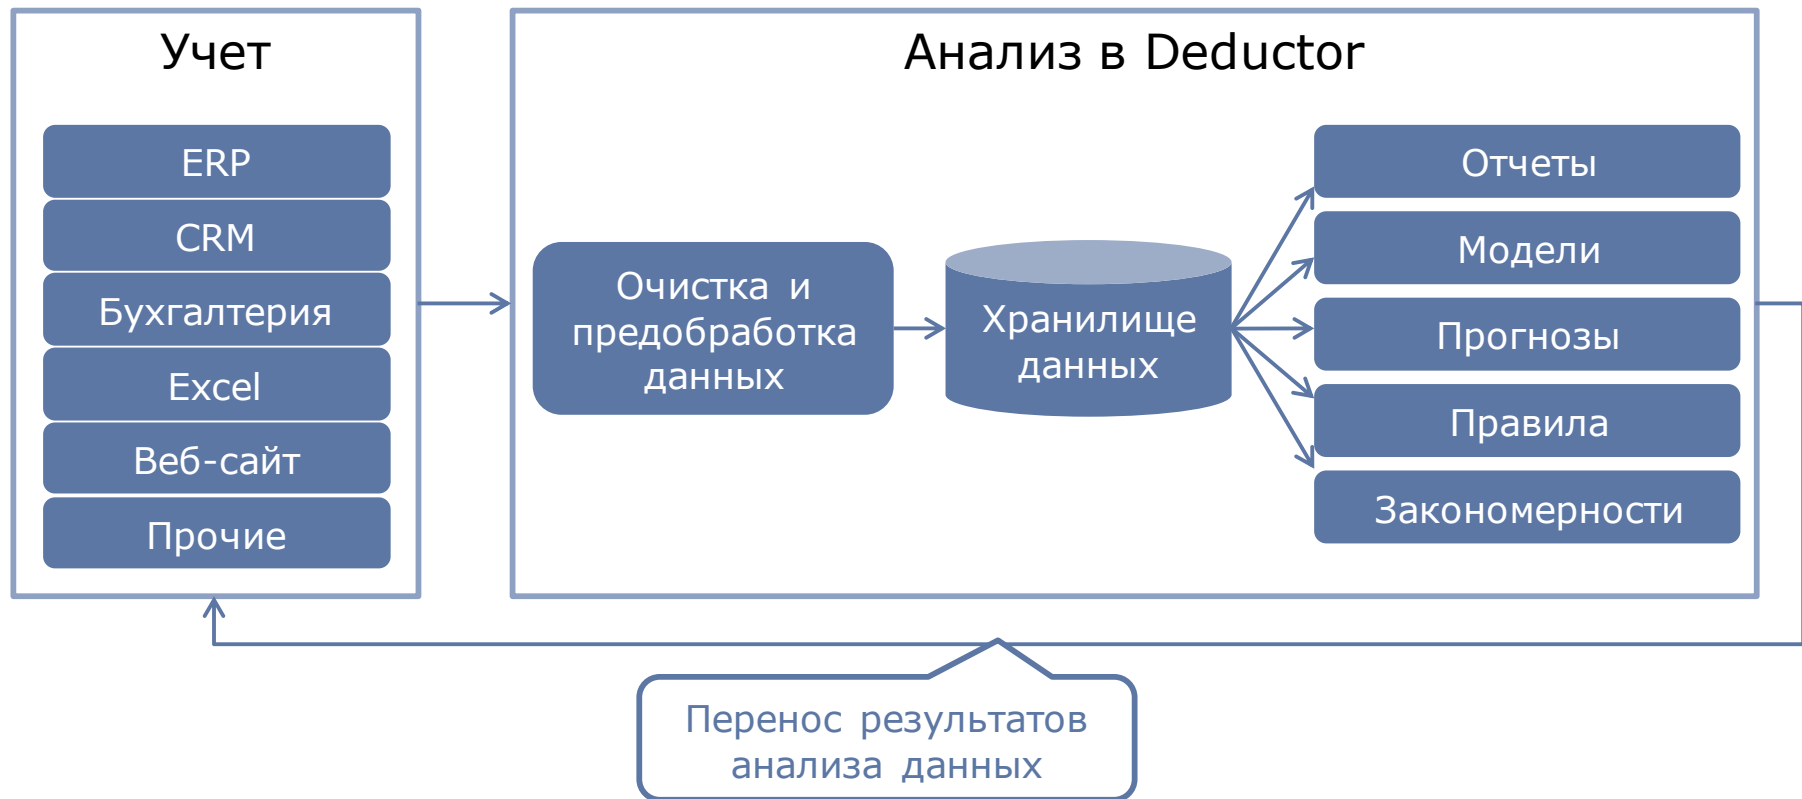 Учет
ERP
CRM
Бухгалтерия
Excel
Веб-сайт
Прочие
Анализ в Deductor
Очистка и
предобработка
данных
Хранилище
данных
Отчеты
Модели
Прогнозы
Правила
Закономерности
Перенос результатов
анализа данных